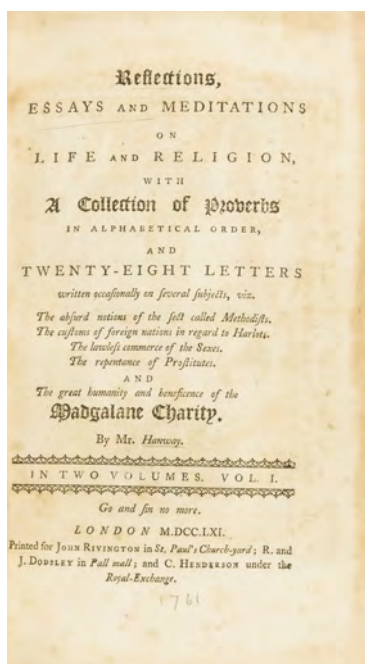 Reflections,
ESSAYS AND MEDITATIONS
ON
LIFE AND RELIGION,
WITH
A Collection of Proverbs
IN ALPHABETICAL ORDER,
AND
TWENTY-EIGHT LETTERS
written occaſionally on ſeveral ſubjects, viz.
The abſurd notions of the ſect called Methodiſts.
The cuſtoms of foreign nations in regard to Harlots.
The lawleſs commerce of the Sexes.
The repentance of Proſtitutes.
AND
The great humanity and beneficence of the
Madgalane Charity.
By Mr. Hanway.
IN TWO VOLUMES. VOL. I.
Go and ſin no more.
LONDON M.DCC.LXI.
Printed for JOHN RIVINGTON in St. Paul's Church-yard; R. and
J. DODSLEY in Pall mall; and C. HENDERSON under the
Royal-Exchange.
1761